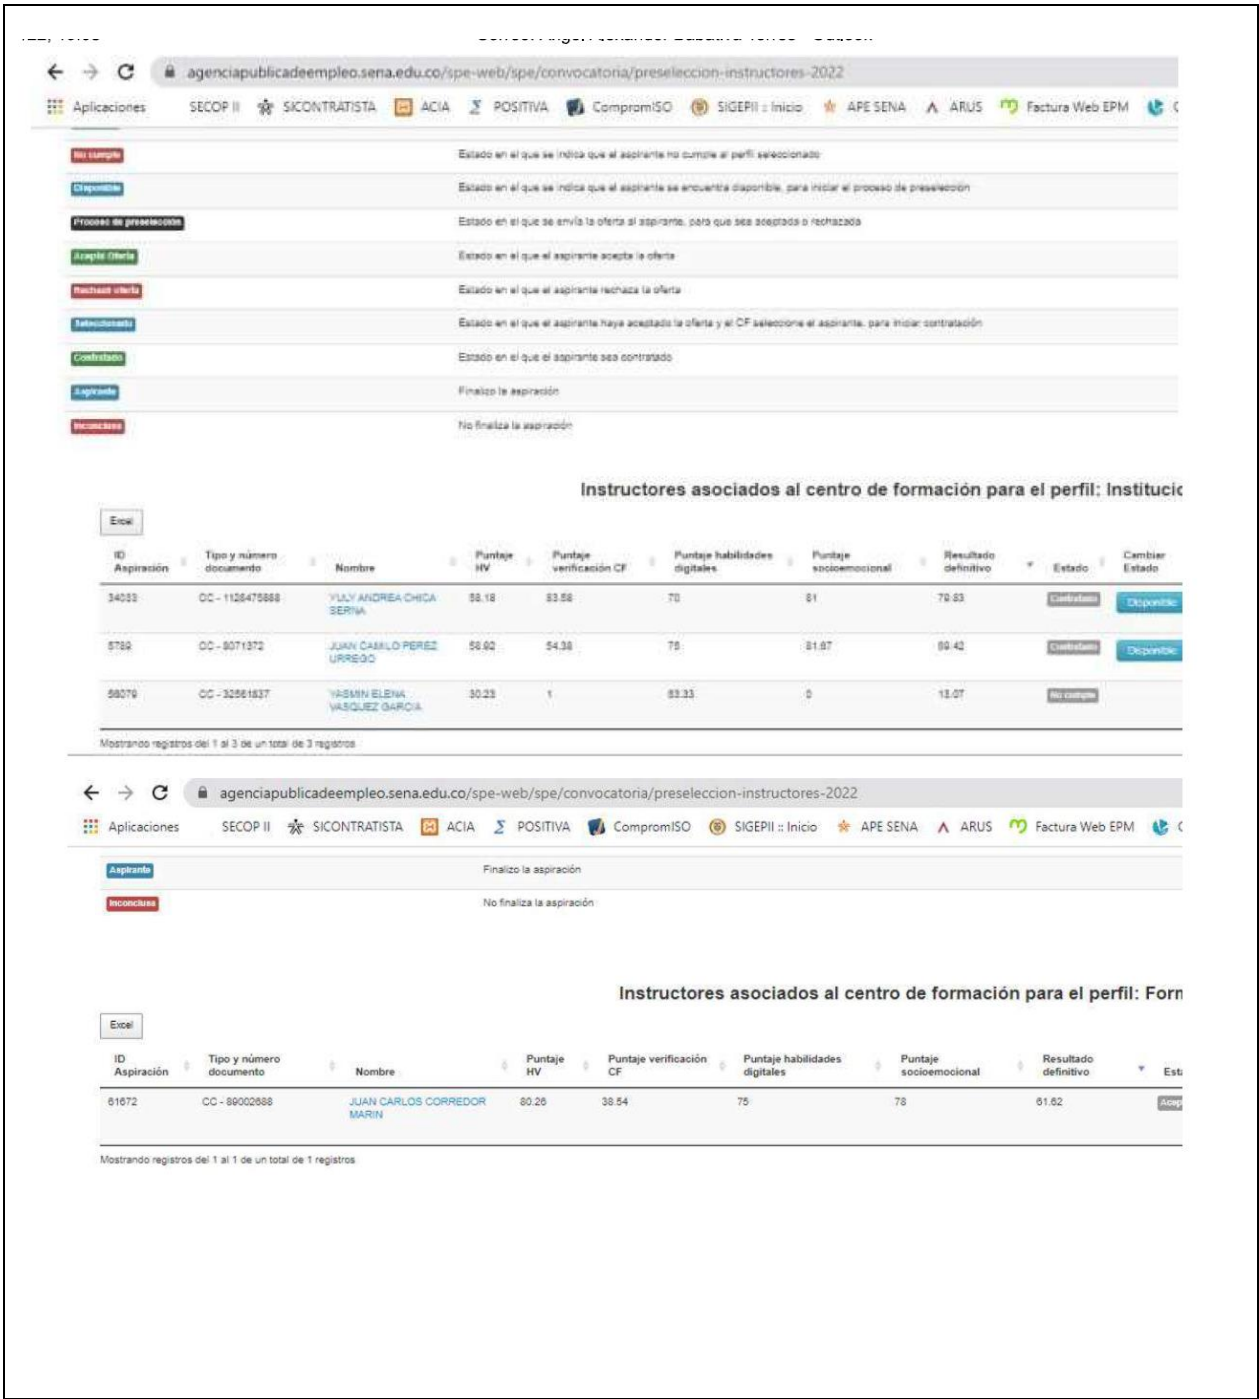 agenciapublicadeempleo.sena.edu.co/spe-web/spe/convocatoria/preseleccion-instructores-2022
Aplicaciones SECOP II SICONTRATISTA ACIA POSITIVA CompromISO SIGEPII :: Inicio APE SENA ARUS Factura Web EPM
No cumple Estado en el que se indica que el aspirante no cumple al perfil seleccionado
Disponible Estado en el que se indica que el aspirante se encuentra disponible, para iniciar el proceso de preselección
Proceso de preselección Estado en el que se envía la oferta al aspirante, para que sea aceptada o rechazada
Acepto Oferta Estado en el que el aspirante acepta la oferta
Rechazó oferta Estado en el que el aspirante rechaza la oferta
Seleccionado Estado en el que el aspirante haya aceptado la oferta y el CF seleccione el aspirante, para iniciar contratación
Contratado Estado en el que el aspirante sea contratado
Aspirante Finalizo la aspiración
Inconclusa No finaliza la aspiración
Instructores asociados al centro de formación para el perfil: Institucio
Excel
ID Aspiración Tipo y número documento Nombre Puntaje HV Puntaje verificación CF Puntaje habilidades digitales Puntaje socioemocional Resultado definitivo Estado Cambiar Estado
34033 CC - 1128475888 YULY ANDREA CHICA SERNA 58.18 83.58 70 81 79.83 Contratado Disponible
5789 CC - 8071372 JUAN CAMILO PEREZ URREGO 58.92 54.38 75 81.67 69.42 Contratado Disponible
56079 CC - 32561837 YASMIN ELENA VASQUEZ GARCIA 30.23 1 83.33 0 13.07 No cumple
Mostrando registros del 1 al 3 de un total de 3 registros
agenciapublicadeempleo.sena.edu.co/spe-web/spe/convocatoria/preseleccion-instructores-2022
Aplicaciones SECOP II SICONTRATISTA ACIA POSITIVA CompromISO SIGEPII :: Inicio APE SENA ARUS Factura Web EPM
Aspirante Finalizo la aspiración
Inconclusa No finaliza la aspiración
Instructores asociados al centro de formación para el perfil: Form
Excel
ID Aspiración Tipo y número documento Nombre Puntaje HV Puntaje verificación CF Puntaje habilidades digitales Puntaje socioemocional Resultado definitivo Esta
61672 CC - 89002688 JUAN CARLOS CORREDOR MARIN 80.26 38.54 75 78 61.62 Acep
Mostrando registros del 1 al 1 de un total de 1 registros